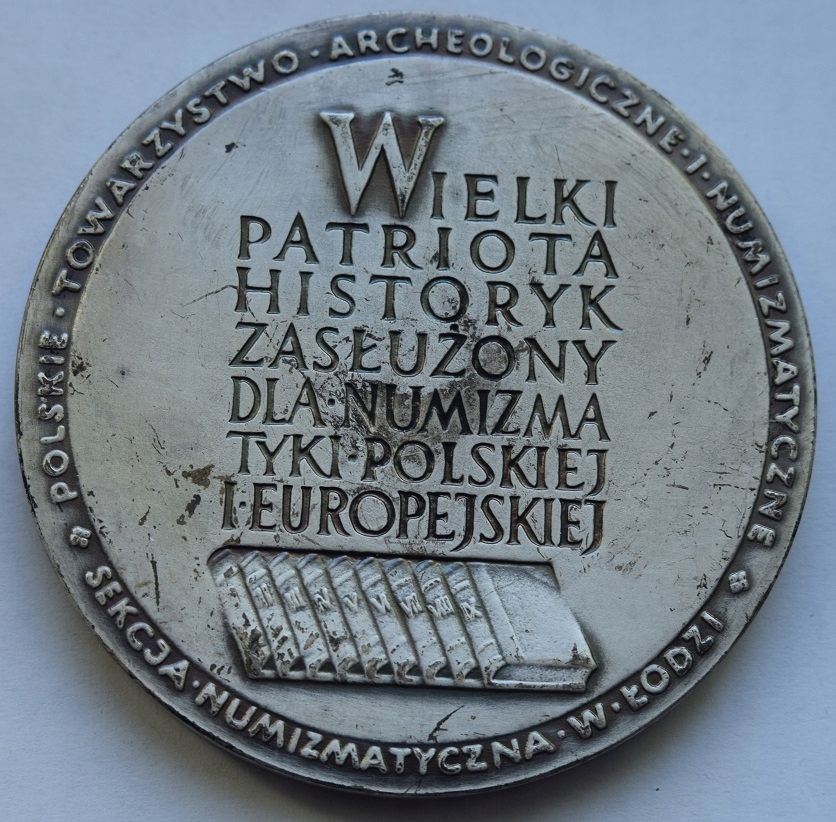 POLSKIE · TOWARZYSTWO · ARCHEOLOGICZNE · I · NUMIZMATYCZNE
WIELKI
PATRIOTA
HISTORYK
ZASŁUŻONY
DLA · NUMIZMA
TYKI · POLSKIEJ
I · EUROPEJSKIEJ
SEKCJA · NUMIZMATYCZNA · W · ŁODZI